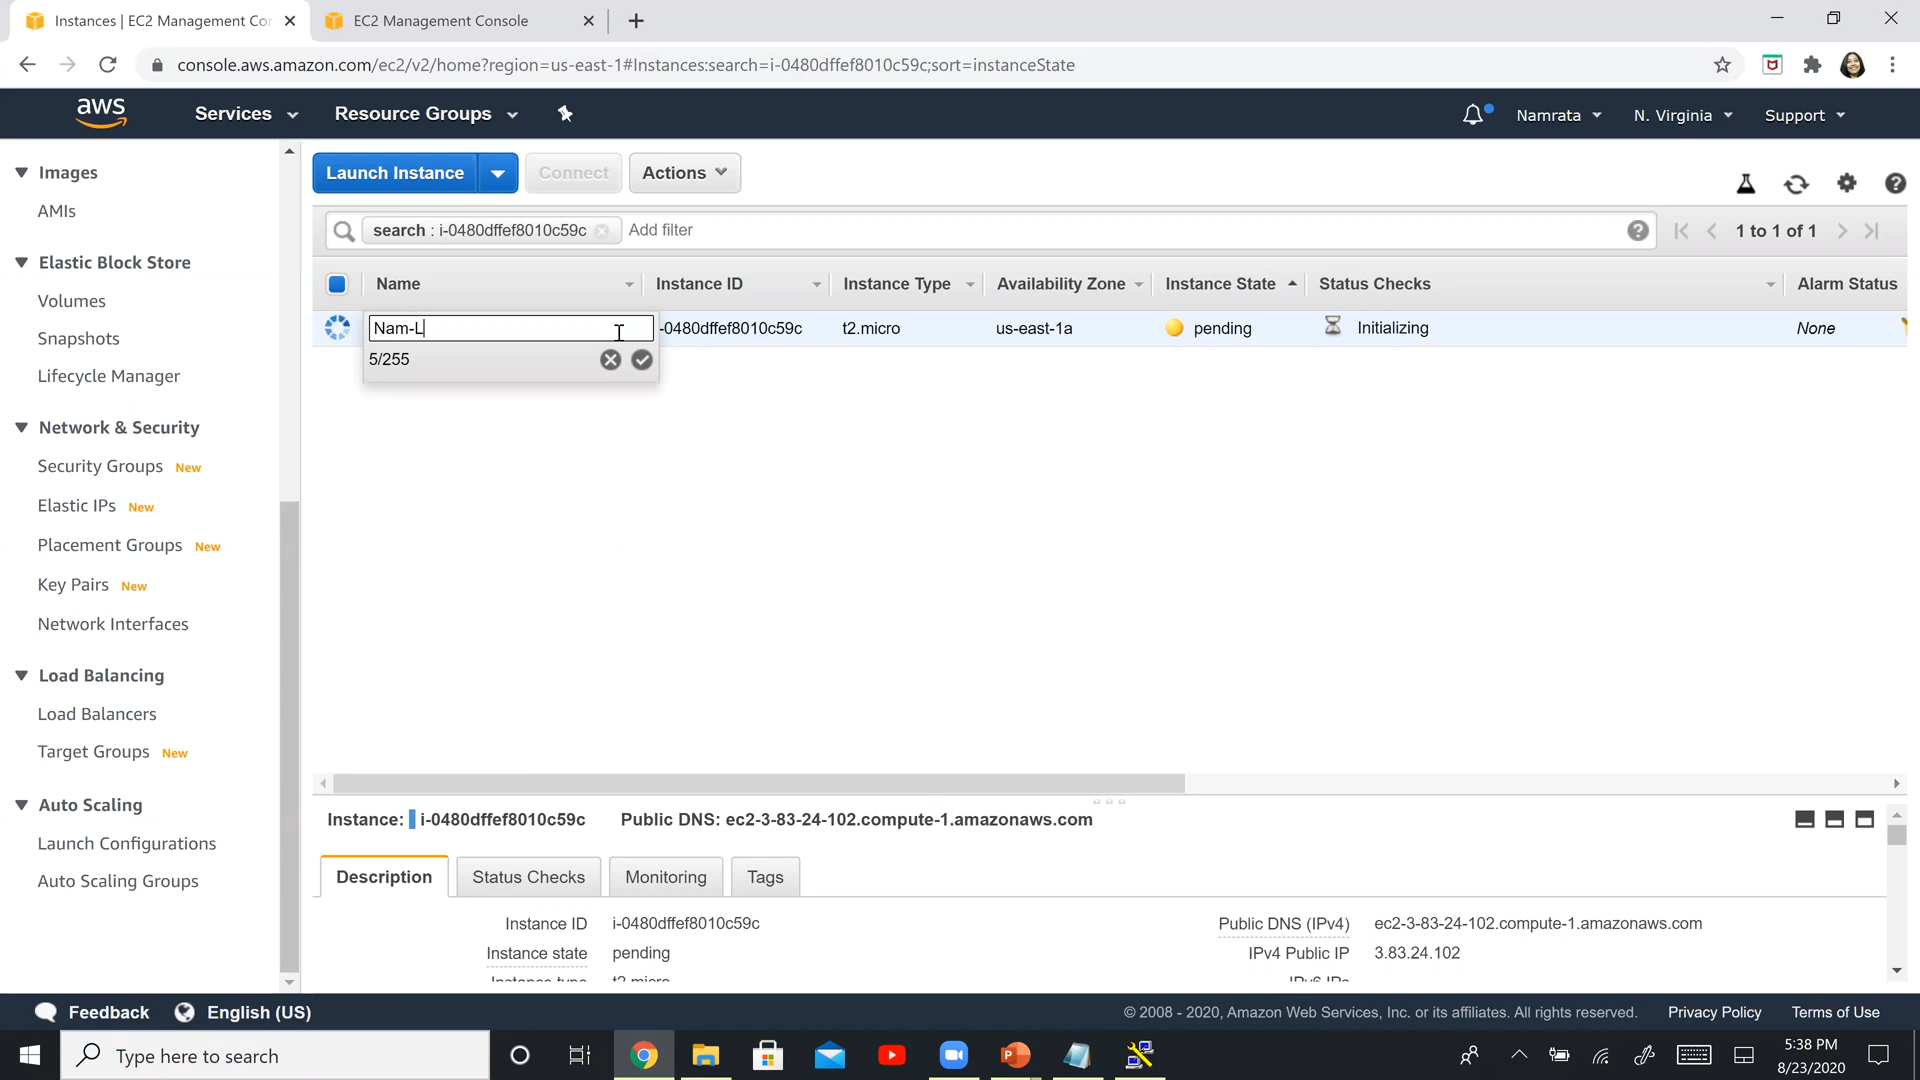 Instances | EC2 Management Con
EC2 Management Console
console.aws.amazon.com/ec2/v2/home?region=us-east-1#Instances:search=i-0480dffef8010c59c;sort=instanceState
aws
Services
Resource Groups
Namrata
N. Virginia
Support
Images
AMIs
Elastic Block Store
Volumes
Snapshots
Lifecycle Manager
Network & Security
Security Groups New
Elastic IPs New
Placement Groups New
Key Pairs New
Network Interfaces
Load Balancing
Load Balancers
Target Groups New
Auto Scaling
Launch Configurations
Auto Scaling Groups
Launch Instance
Connect
Actions
search : i-0480dffef8010c59c
Add filter
1 to 1 of 1
Name
Instance ID
Instance Type
Availability Zone
Instance State
Status Checks
Alarm Status
Nam-L
-0480dffef8010c59c
t2.micro
us-east-1a
pending
Initializing
None
5/255
Instance: i-0480dffef8010c59c
Public DNS: ec2-3-83-24-102.compute-1.amazonaws.com
Description
Status Checks
Monitoring
Tags
Instance ID i-0480dffef8010c59c
Public DNS (IPv4) ec2-3-83-24-102.compute-1.amazonaws.com
Instance state pending
IPv4 Public IP 3.83.24.102
Instance type t2.micro
IPv6 IPs
Feedback
English (US)
© 2008 - 2020, Amazon Web Services, Inc. or its affiliates. All rights reserved.
Privacy Policy
Terms of Use
Type here to search
5:38 PM
8/23/2020